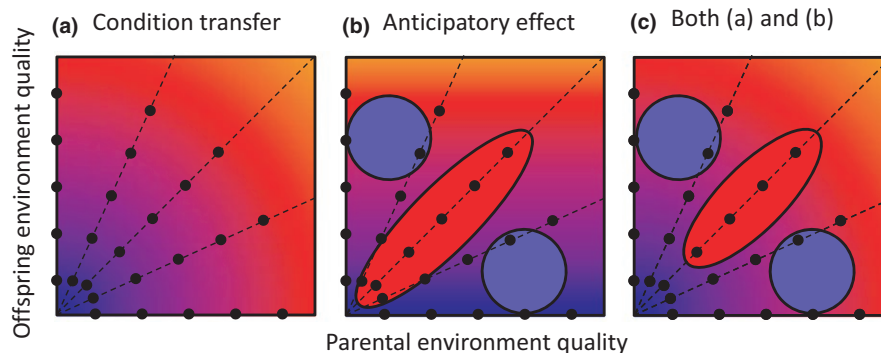 (a) Condition transfer
(b) Anticipatory effect
(c) Both (a) and (b)
Offspring environment quality
Parental environment quality